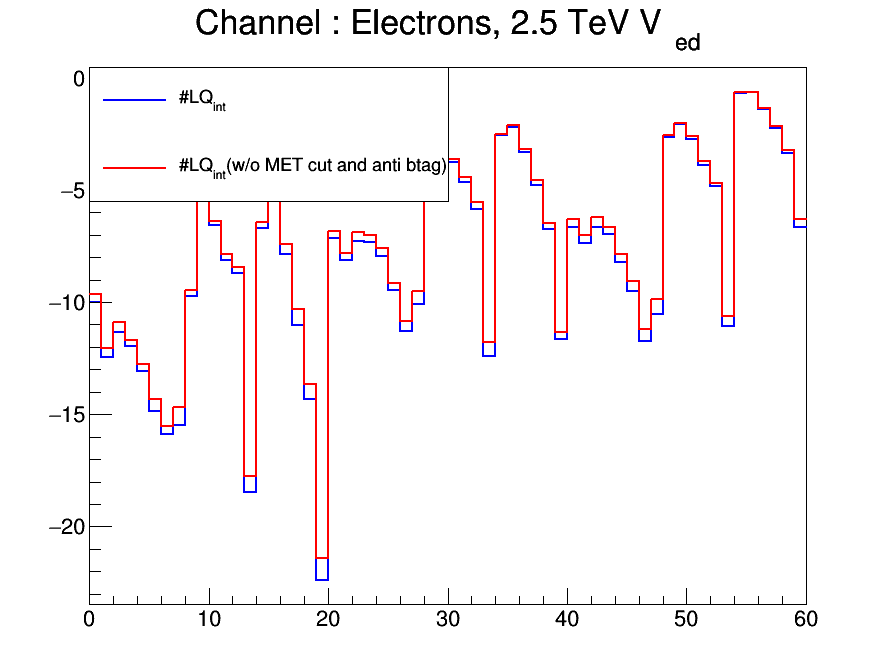 Channel : Electrons, 2.5 TeV V ed
#LQint
#LQint(w/o MET cut and anti btag)
0
−5
−10
−15
−20
0 10 20 30 40 50 60